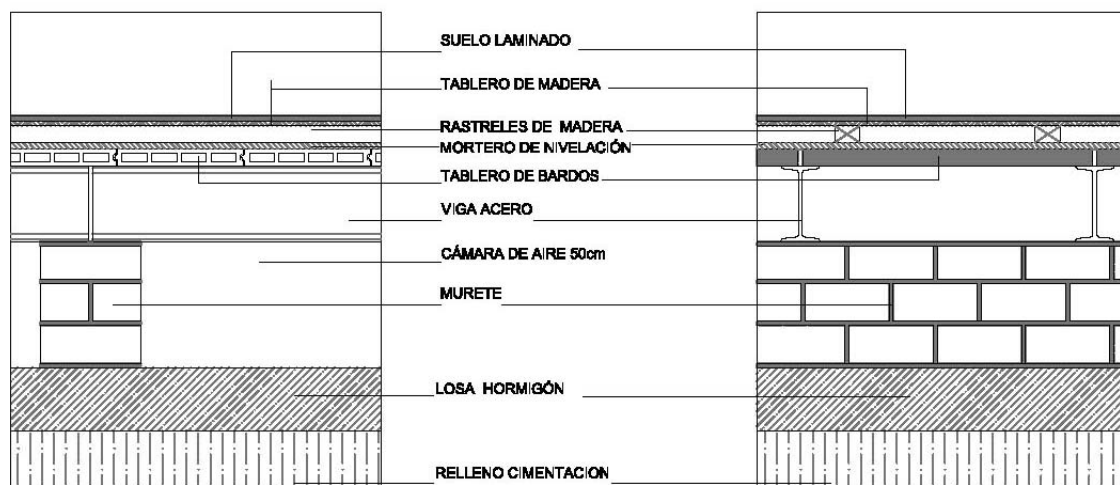 SUELO LAMINADO
TABLERO DE MADERA
RASTRELES DE MADERA
MORTERO DE NIVELACIÓN
TABLERO DE BARDOS
VIGA ACERO
CÁMARA DE AIRE 50cm
MURETE
LOSA HORMIGÓN
RELLENO CIMENTACION